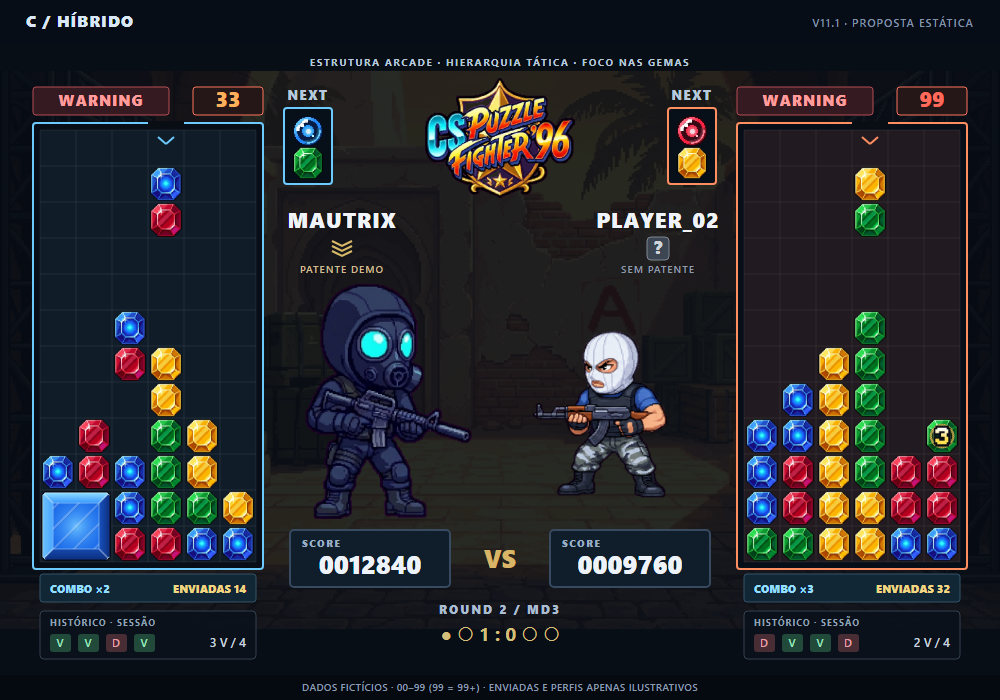 C / HÍBRIDO
V11.1 · PROPOSTA ESTÁTICA
ESTRUTURA ARCADE · HIERARQUIA TÁTICA · FOCO NAS GEMAS
WARNING
33
NEXT
CS PUZZLE FIGHTER '96
NEXT
WARNING
99
MAUTRIX
PATENTE DEMO
PLAYER_02
?
SEM PATENTE
A
3
SCORE
0012840
VS
SCORE
0009760
COMBO ×2
ENVIADAS 14
ROUND 2 / MD3
1 : 0
COMBO ×3
ENVIADAS 32
HISTÓRICO · SESSÃO
V V D V
3 V / 4
HISTÓRICO · SESSÃO
D V V D
2 V / 4
DADOS FICTÍCIOS · 00–99 (99 = 99+) · ENVIADAS E PERFIS APENAS ILUSTRATIVOS